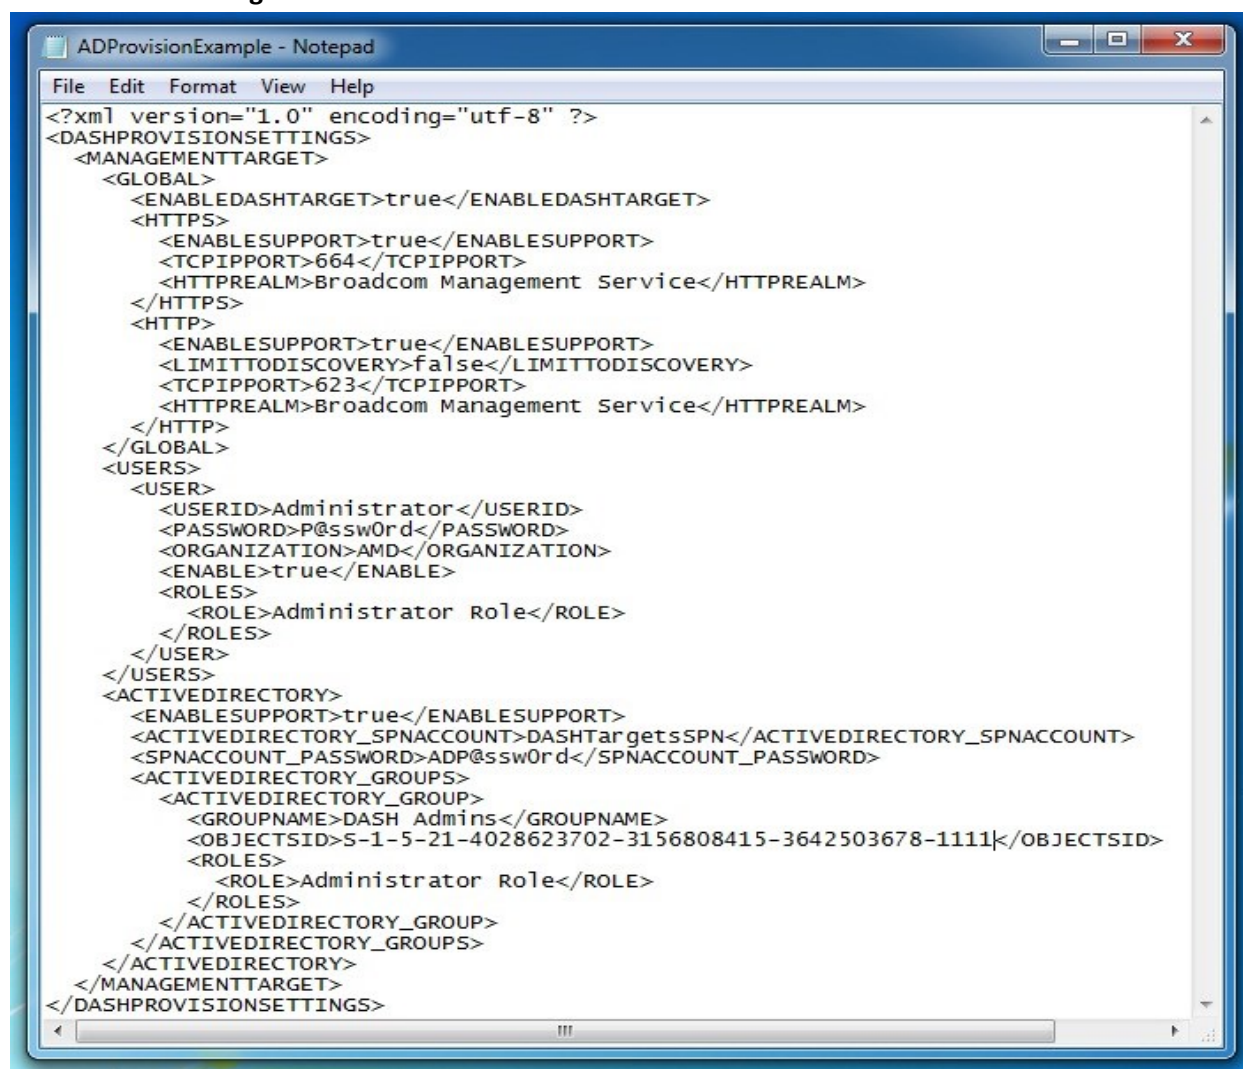 ADProvisionExample - Notepad
File Edit Format View Help
<?xml version="1.0" encoding="utf-8" ?>
<DASHPROVISIONSETTINGS>
  <MANAGEMENTTARGET>
    <GLOBAL>
      <ENABLEDASHTARGET>true</ENABLEDASHTARGET>
      <HTTPS>
        <ENABLESUPPORT>true</ENABLESUPPORT>
        <TCPIPPORT>664</TCPIPPORT>
        <HTTPREALM>Broadcom Management Service</HTTPREALM>
      </HTTPS>
      <HTTP>
        <ENABLESUPPORT>true</ENABLESUPPORT>
        <LIMITTODISCOVERY>false</LIMITTODISCOVERY>
        <TCPIPPORT>623</TCPIPPORT>
        <HTTPREALM>Broadcom Management Service</HTTPREALM>
      </HTTP>
    </GLOBAL>
    <USERS>
      <USER>
        <USERID>Administrator</USERID>
        <PASSWORD>P@ssw0rd</PASSWORD>
        <ORGANIZATION>AMD</ORGANIZATION>
        <ENABLE>true</ENABLE>
        <ROLES>
          <ROLE>Administrator Role</ROLE>
        </ROLES>
      </USER>
    </USERS>
    <ACTIVEDIRECTORY>
      <ENABLESUPPORT>true</ENABLESUPPORT>
      <ACTIVEDIRECTORY_SPNACCOUNT>DASHTargetsSPN</ACTIVEDIRECTORY_SPNACCOUNT>
      <SPNACCOUNT_PASSWORD>ADP@ssw0rd</SPNACCOUNT_PASSWORD>
      <ACTIVEDIRECTORY_GROUPS>
        <ACTIVEDIRECTORY_GROUP>
          <GROUPNAME>DASH Admins</GROUPNAME>
          <OBJECTSID>S-1-5-21-4028623702-3156808415-3642503678-1111</OBJECTSID>
          <ROLES>
            <ROLE>Administrator Role</ROLE>
          </ROLES>
        </ACTIVEDIRECTORY_GROUP>
      </ACTIVEDIRECTORY_GROUPS>
    </ACTIVEDIRECTORY>
  </MANAGEMENTTARGET>
</DASHPROVISIONSETTINGS>